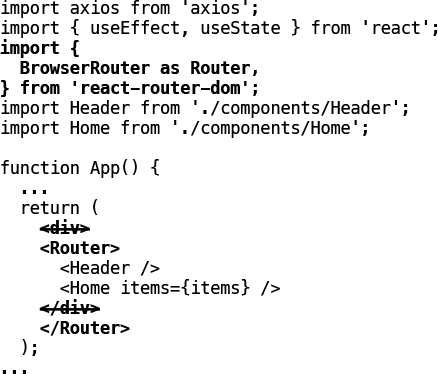 import axios from 'axios';
import { useEffect, useState } from 'react';
import {
  BrowserRouter as Router,
} from 'react-router-dom';
import Header from './components/Header';
import Home from './components/Home';

function App() {
  ...
  return (
    <div>
    <Router>
      <Header />
      <Home items={items} />
    </div>
    </Router>
  );
...